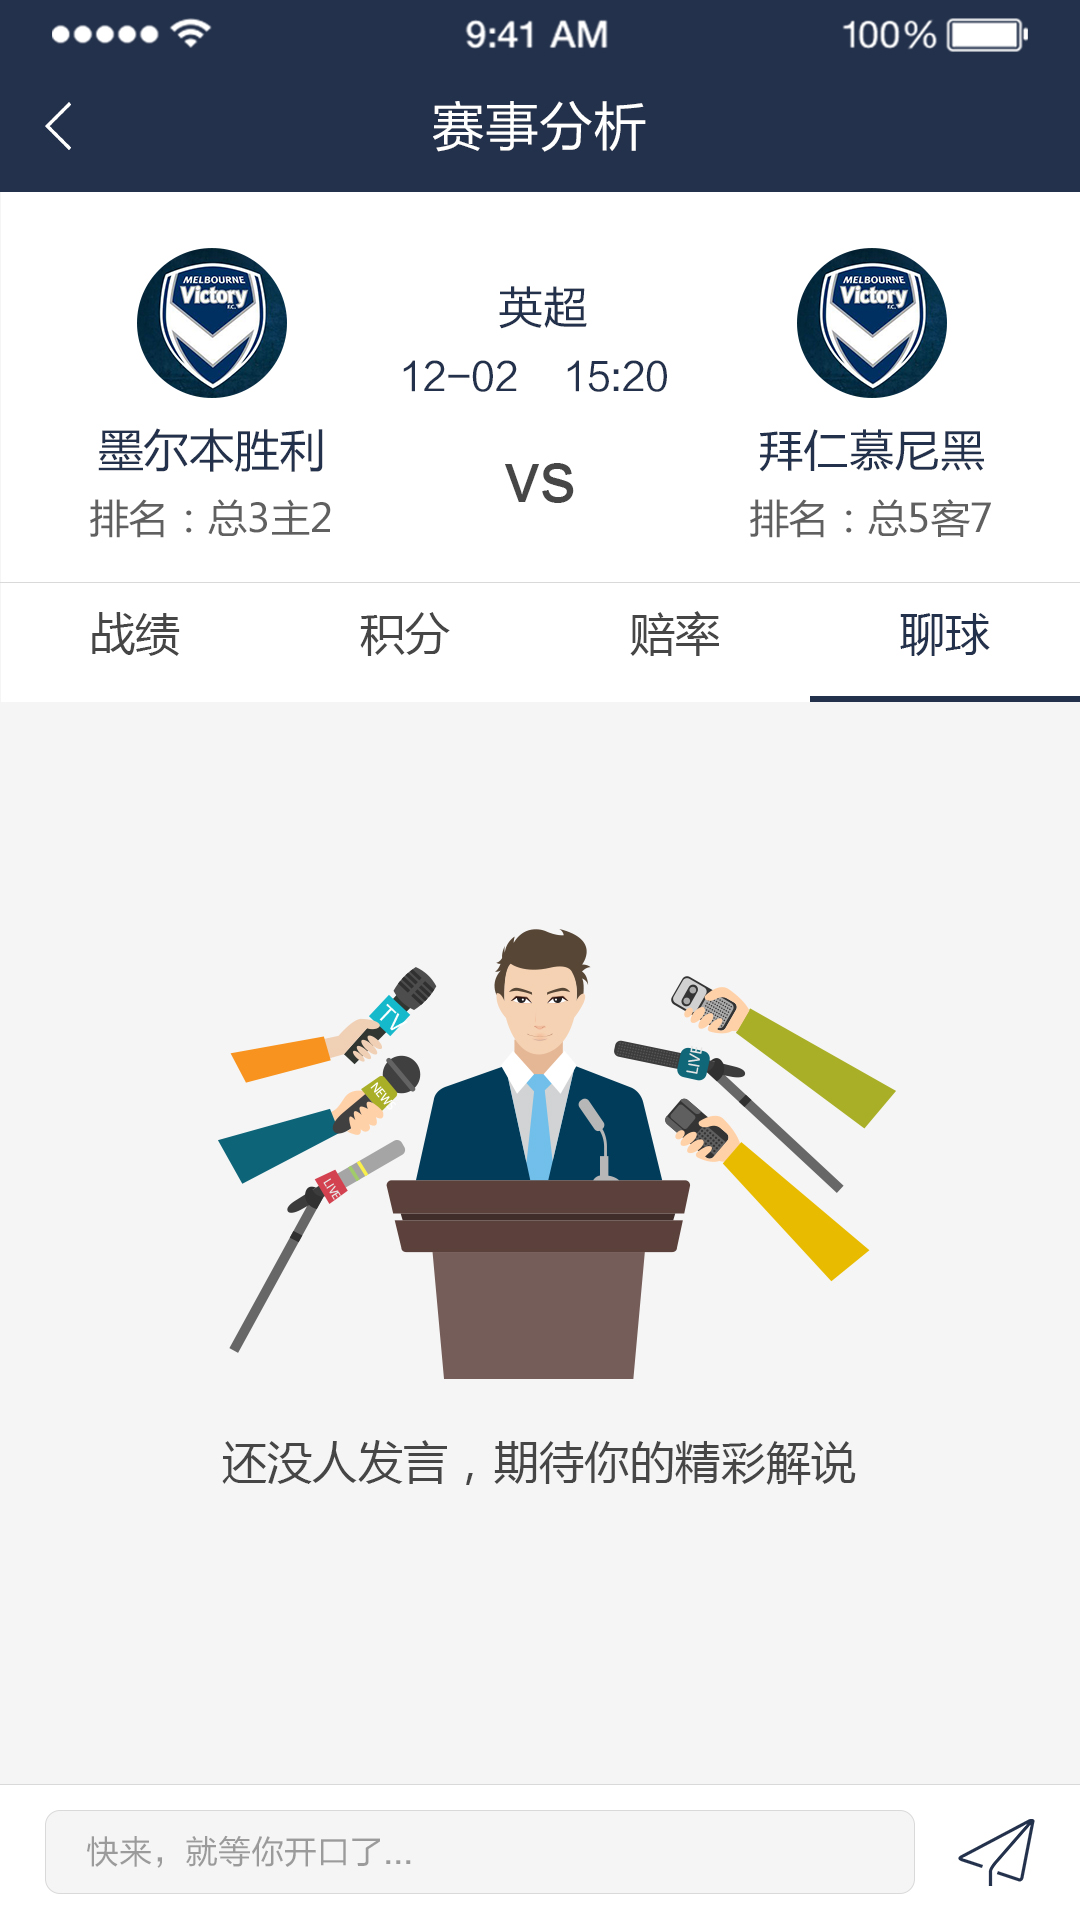 9:41 AM 100%
赛事分析
MELBOURNE
Victory
F.C.
MELBOURNE
Victory
F.C.
英超
12-02 15:20
墨尔本胜利
VS
拜仁慕尼黑
排名：总3主2
排名：总5客7
战绩 积分 赔率 聊球
TV
NEW
LIVE
LIVE
还没人发言，期待你的精彩解说
快来，就等你开口了...